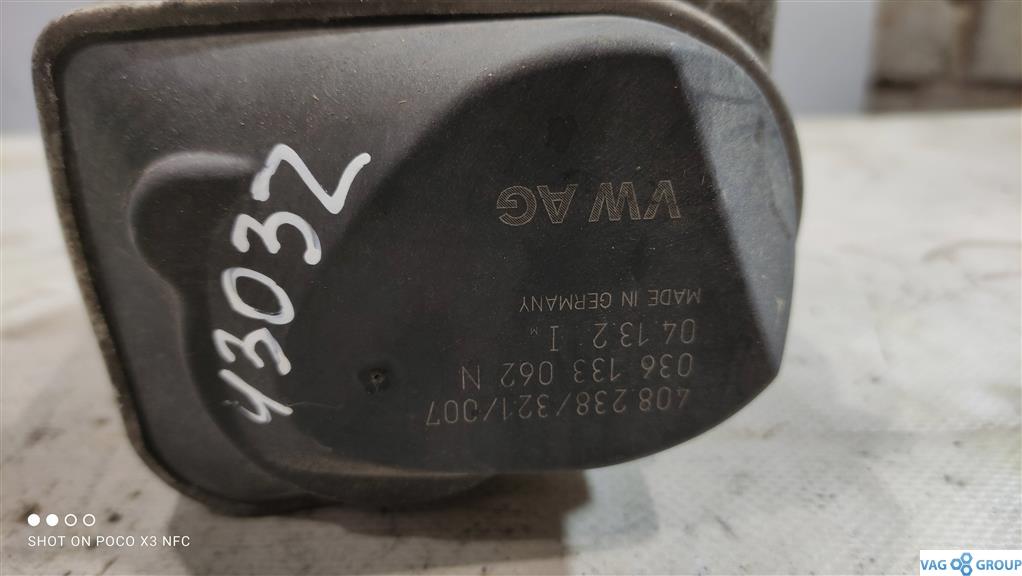 43032
VW AG
MADE IN GERMANY
04 13 2 I M
036 133 062 N
408 238/321/007
SHOT ON POCO X3 NFC
VAG GROUP